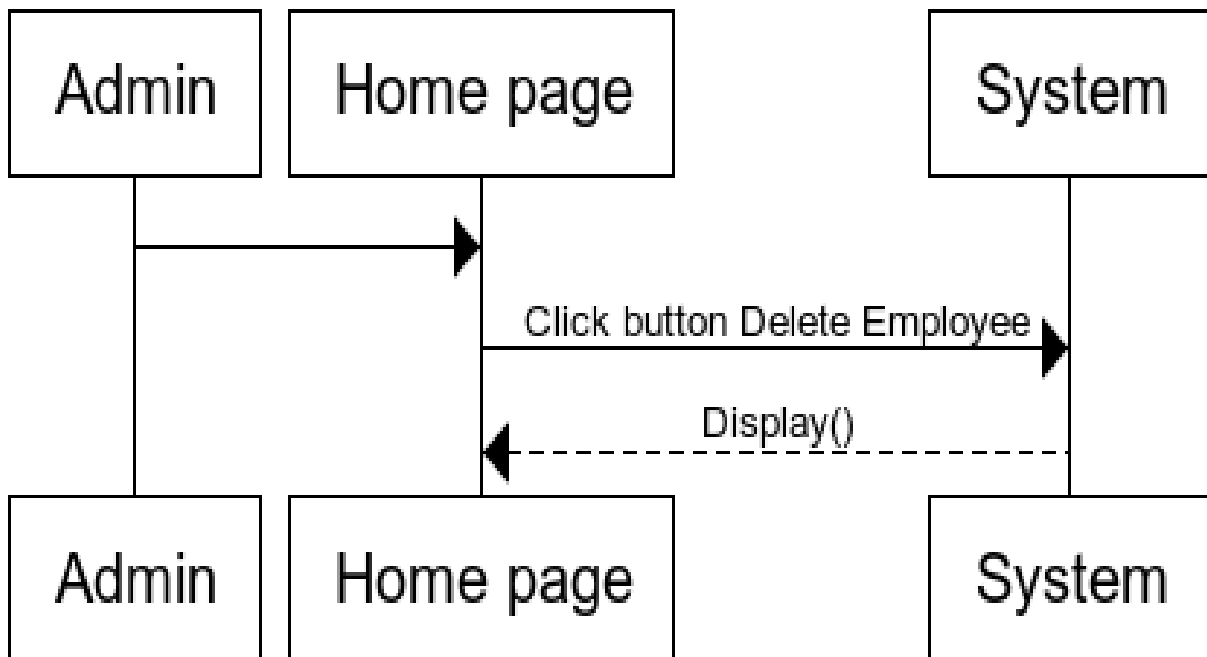 Admin
Home page
System
Click button Delete Employee
Display()
Admin
Home page
System